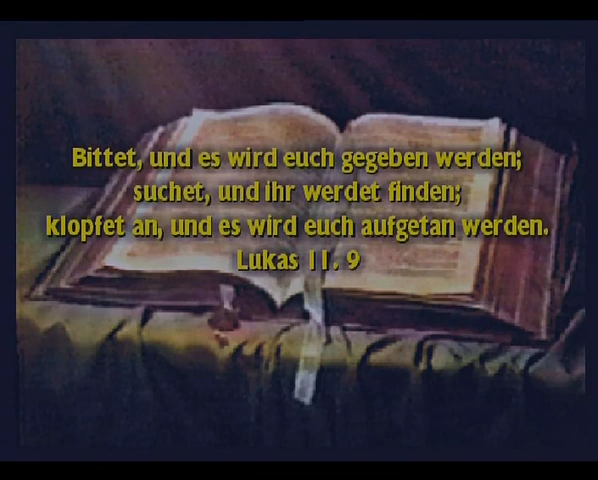 Bittet, und es wird euch gegeben werden;
suchet, und ihr werdet finden;
klopfet an, und es wird euch aufgetan werden.
Lukas 11. 9